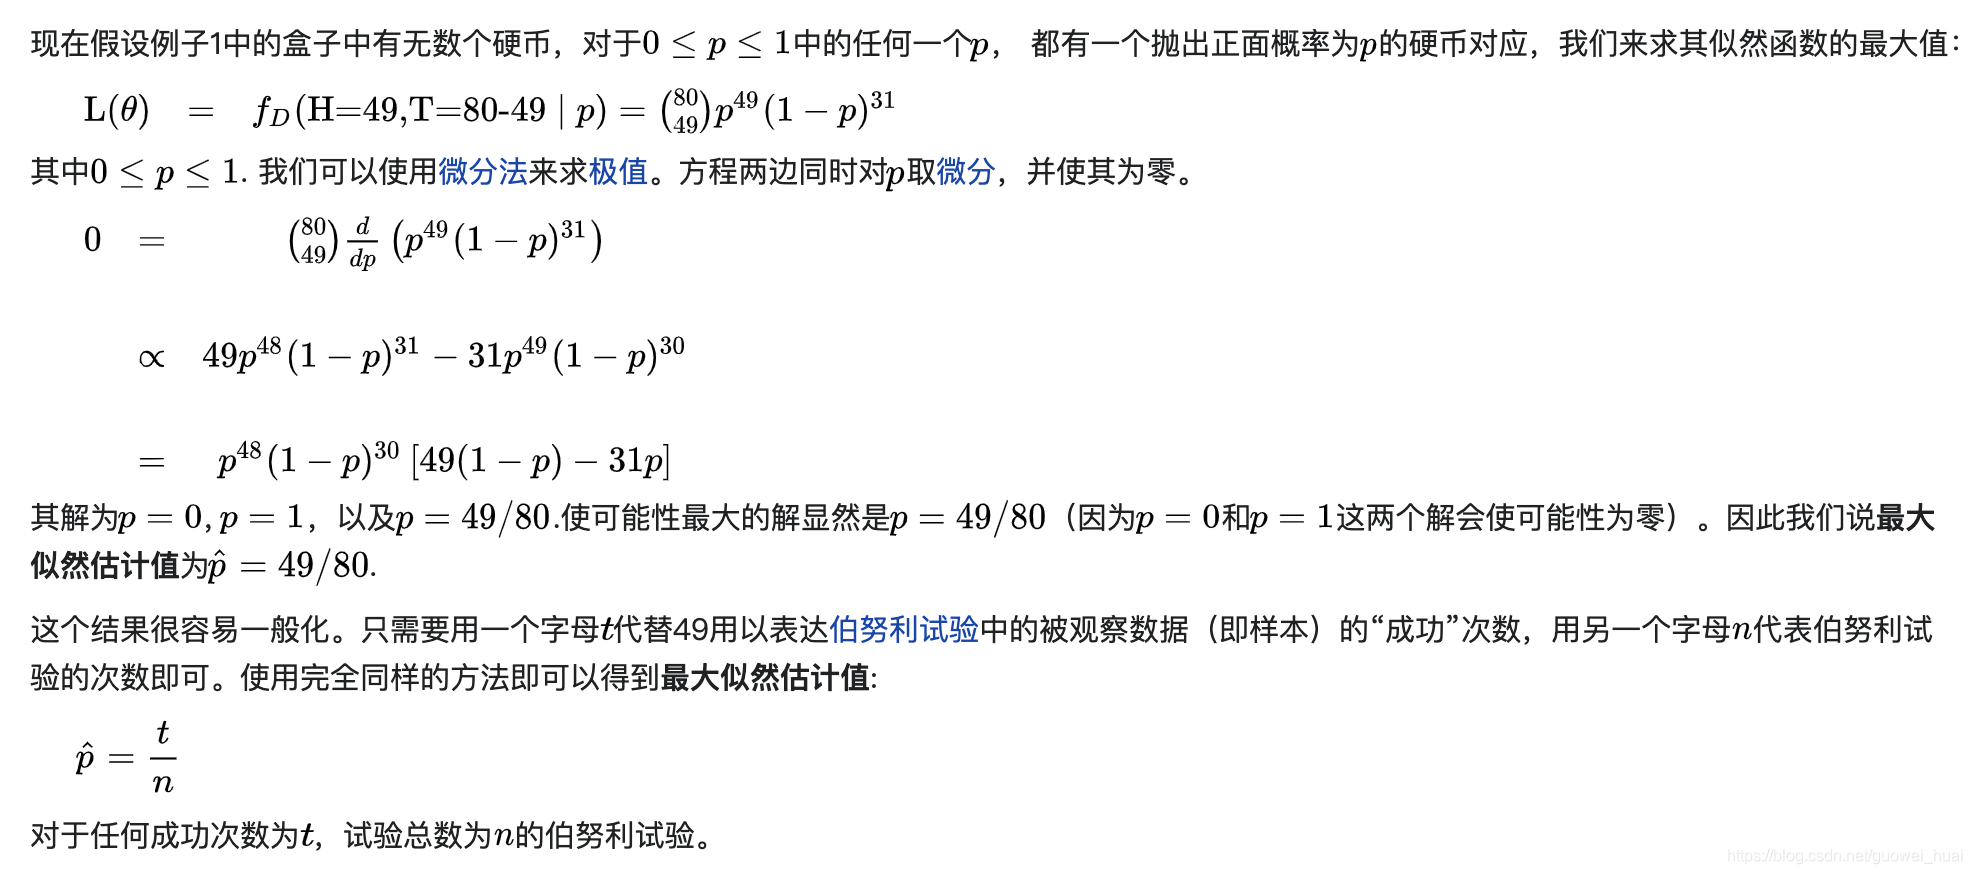 现在假设例子1中的盒子中有无数个硬币，对于0 ≤ p ≤ 1中的任何一个p， 都有一个抛出正面概率为p的硬币对应，我们来求其似然函数的最大值：
L(θ) = f_D(H=49,T=80-49 | p) = \binom{80}{49} p^{49}(1 − p)^{31}
其中0 ≤ p ≤ 1. 我们可以使用微分法来求极值。方程两边同时对p取微分，并使其为零。
0 = \binom{80}{49} \frac{d}{dp} (p^{49}(1 − p)^{31})
∝ 49p^{48}(1 − p)^{31} − 31p^{49}(1 − p)^{30}
= p^{48}(1 − p)^{30} [49(1 − p) − 31p]
其解为p = 0, p = 1，以及p = 49/80.使可能性最大的解显然是p = 49/80（因为p = 0和p = 1这两个解会使可能性为零）。因此我们说最大
似然估计值为\hat{p} = 49/80.
这个结果很容易一般化。只需要用一个字母t代替49用以表达伯努利试验中的被观察数据（即样本）的“成功”次数，用另一个字母n代表伯努利试
验的次数即可。使用完全同样的方法即可以得到最大似然估计值:
\hat{p} = \frac{t}{n}
对于任何成功次数为t，试验总数为n的伯努利试验。
https://blog.csdn.net/guowei_huai